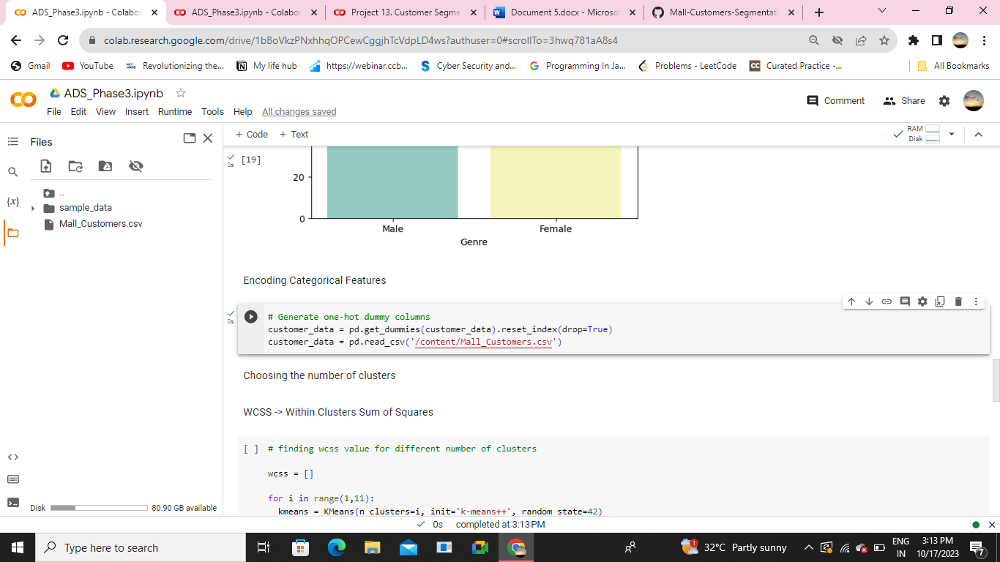 ADS_Phase3.ipynb - Colabor
ADS_Phase3.ipynb - Colabor
Project 13. Customer Segme
Document 5.docx - Microsof
Mall-Customers-Segmentati
colab.research.google.com/drive/1bBoVkzPNxhhqOPCewCggjhTcVdpLD4ws?authuser=0#scrollTo=3hwq781aA8s4
Gmail
YouTube
Revolutionizing the...
My life hub
https://webinar.ccb...
Cyber Security and...
Programming In Ja...
Problems - LeetCode
CC
Curated Practice -...
All Bookmarks
ADS_Phase3.ipynb
File Edit View Insert Runtime Tools Help All changes saved
Comment
Share
Files
+ Code + Text
RAM
Disk
..
sample_data
Mall_Customers.csv
{x}
0s
[19]
20
0
Male
Female
Genre
Encoding Categorical Features
0s
# Generate one-hot dummy columns
customer_data = pd.get_dummies(customer_data).reset_index(drop=True)
customer_data = pd.read_csv('/content/Mall_Customers.csv')
Choosing the number of clusters
WCSS -> Within Clusters Sum of Squares
[ ] # finding wcss value for different number of clusters
wcss = []
for i in range(1,11):
kmeans = KMeans(n_clusters=i, init='k-means++', random_state=42)
Disk
80.90 GB available
0s completed at 3:13 PM
Type here to search
1
32°C Partly sunny
ENG
IN
3:13 PM
10/17/2023
7